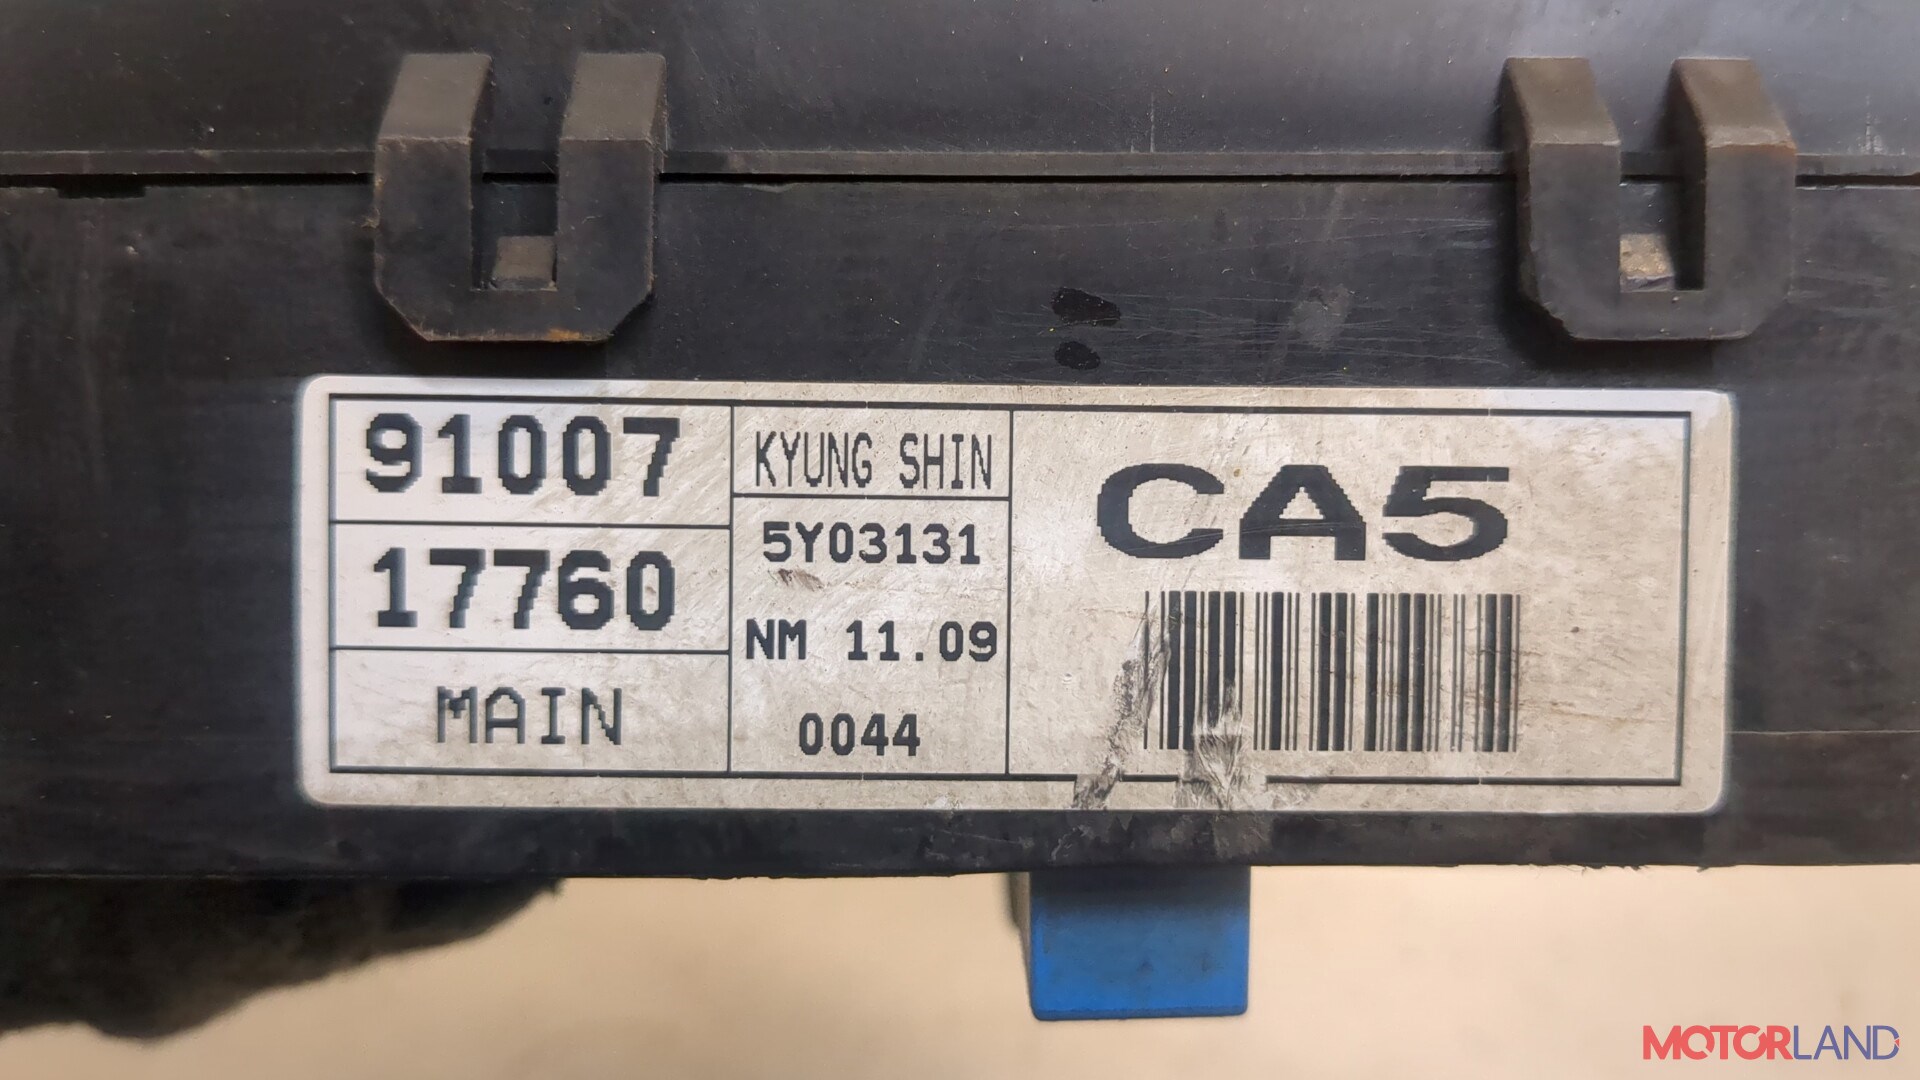 91007
17760
MAIN
KYUNG SHIN
5Y03131
NM 11.09
0044
CA5
MOTORLAND